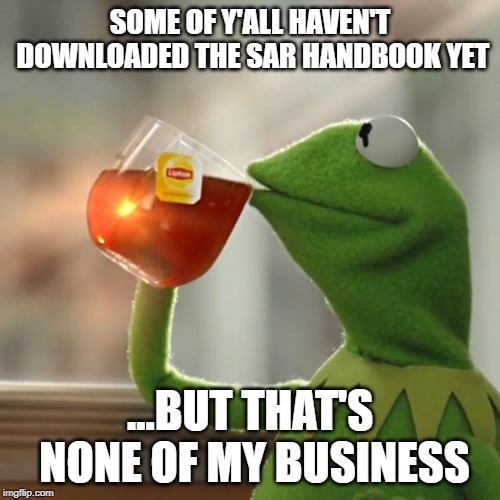 SOME OF Y'ALL HAVEN'T
DOWNLOADED THE SAR HANDBOOK YET
Lipton
...BUT THAT'S
NONE OF MY BUSINESS
imgflip.com